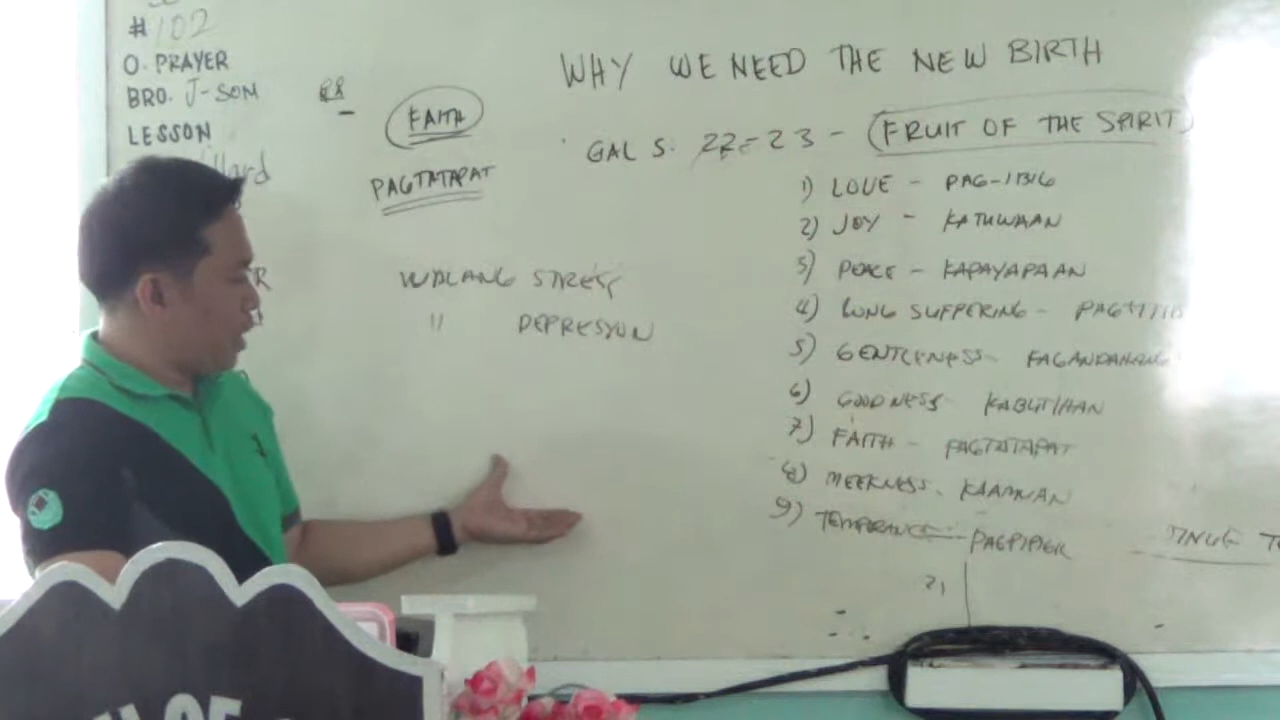 #102
O. PRAYER
BRO. J-SON
LESSON
WHY WE NEED THE NEW BIRTH
FAITH
PAGTATAPAT
GAL 5: 22-23 - (FRUIT OF THE SPIRIT)
1) LOVE - PAG-IBIG
2) JOY - KATUWAAN
3) PEACE - KAPAYAPAAN
4) LONG SUFFERING -
5) GENTLENESS -
6) GOODNESS KABUTIHAN
7) FAITH - PAGTATAPAT
8) MEEKNESS. KAAMUAN
9) TEMPERANCE - PAGPIPIGIL
WALANG STRESS
" DEPRESYON